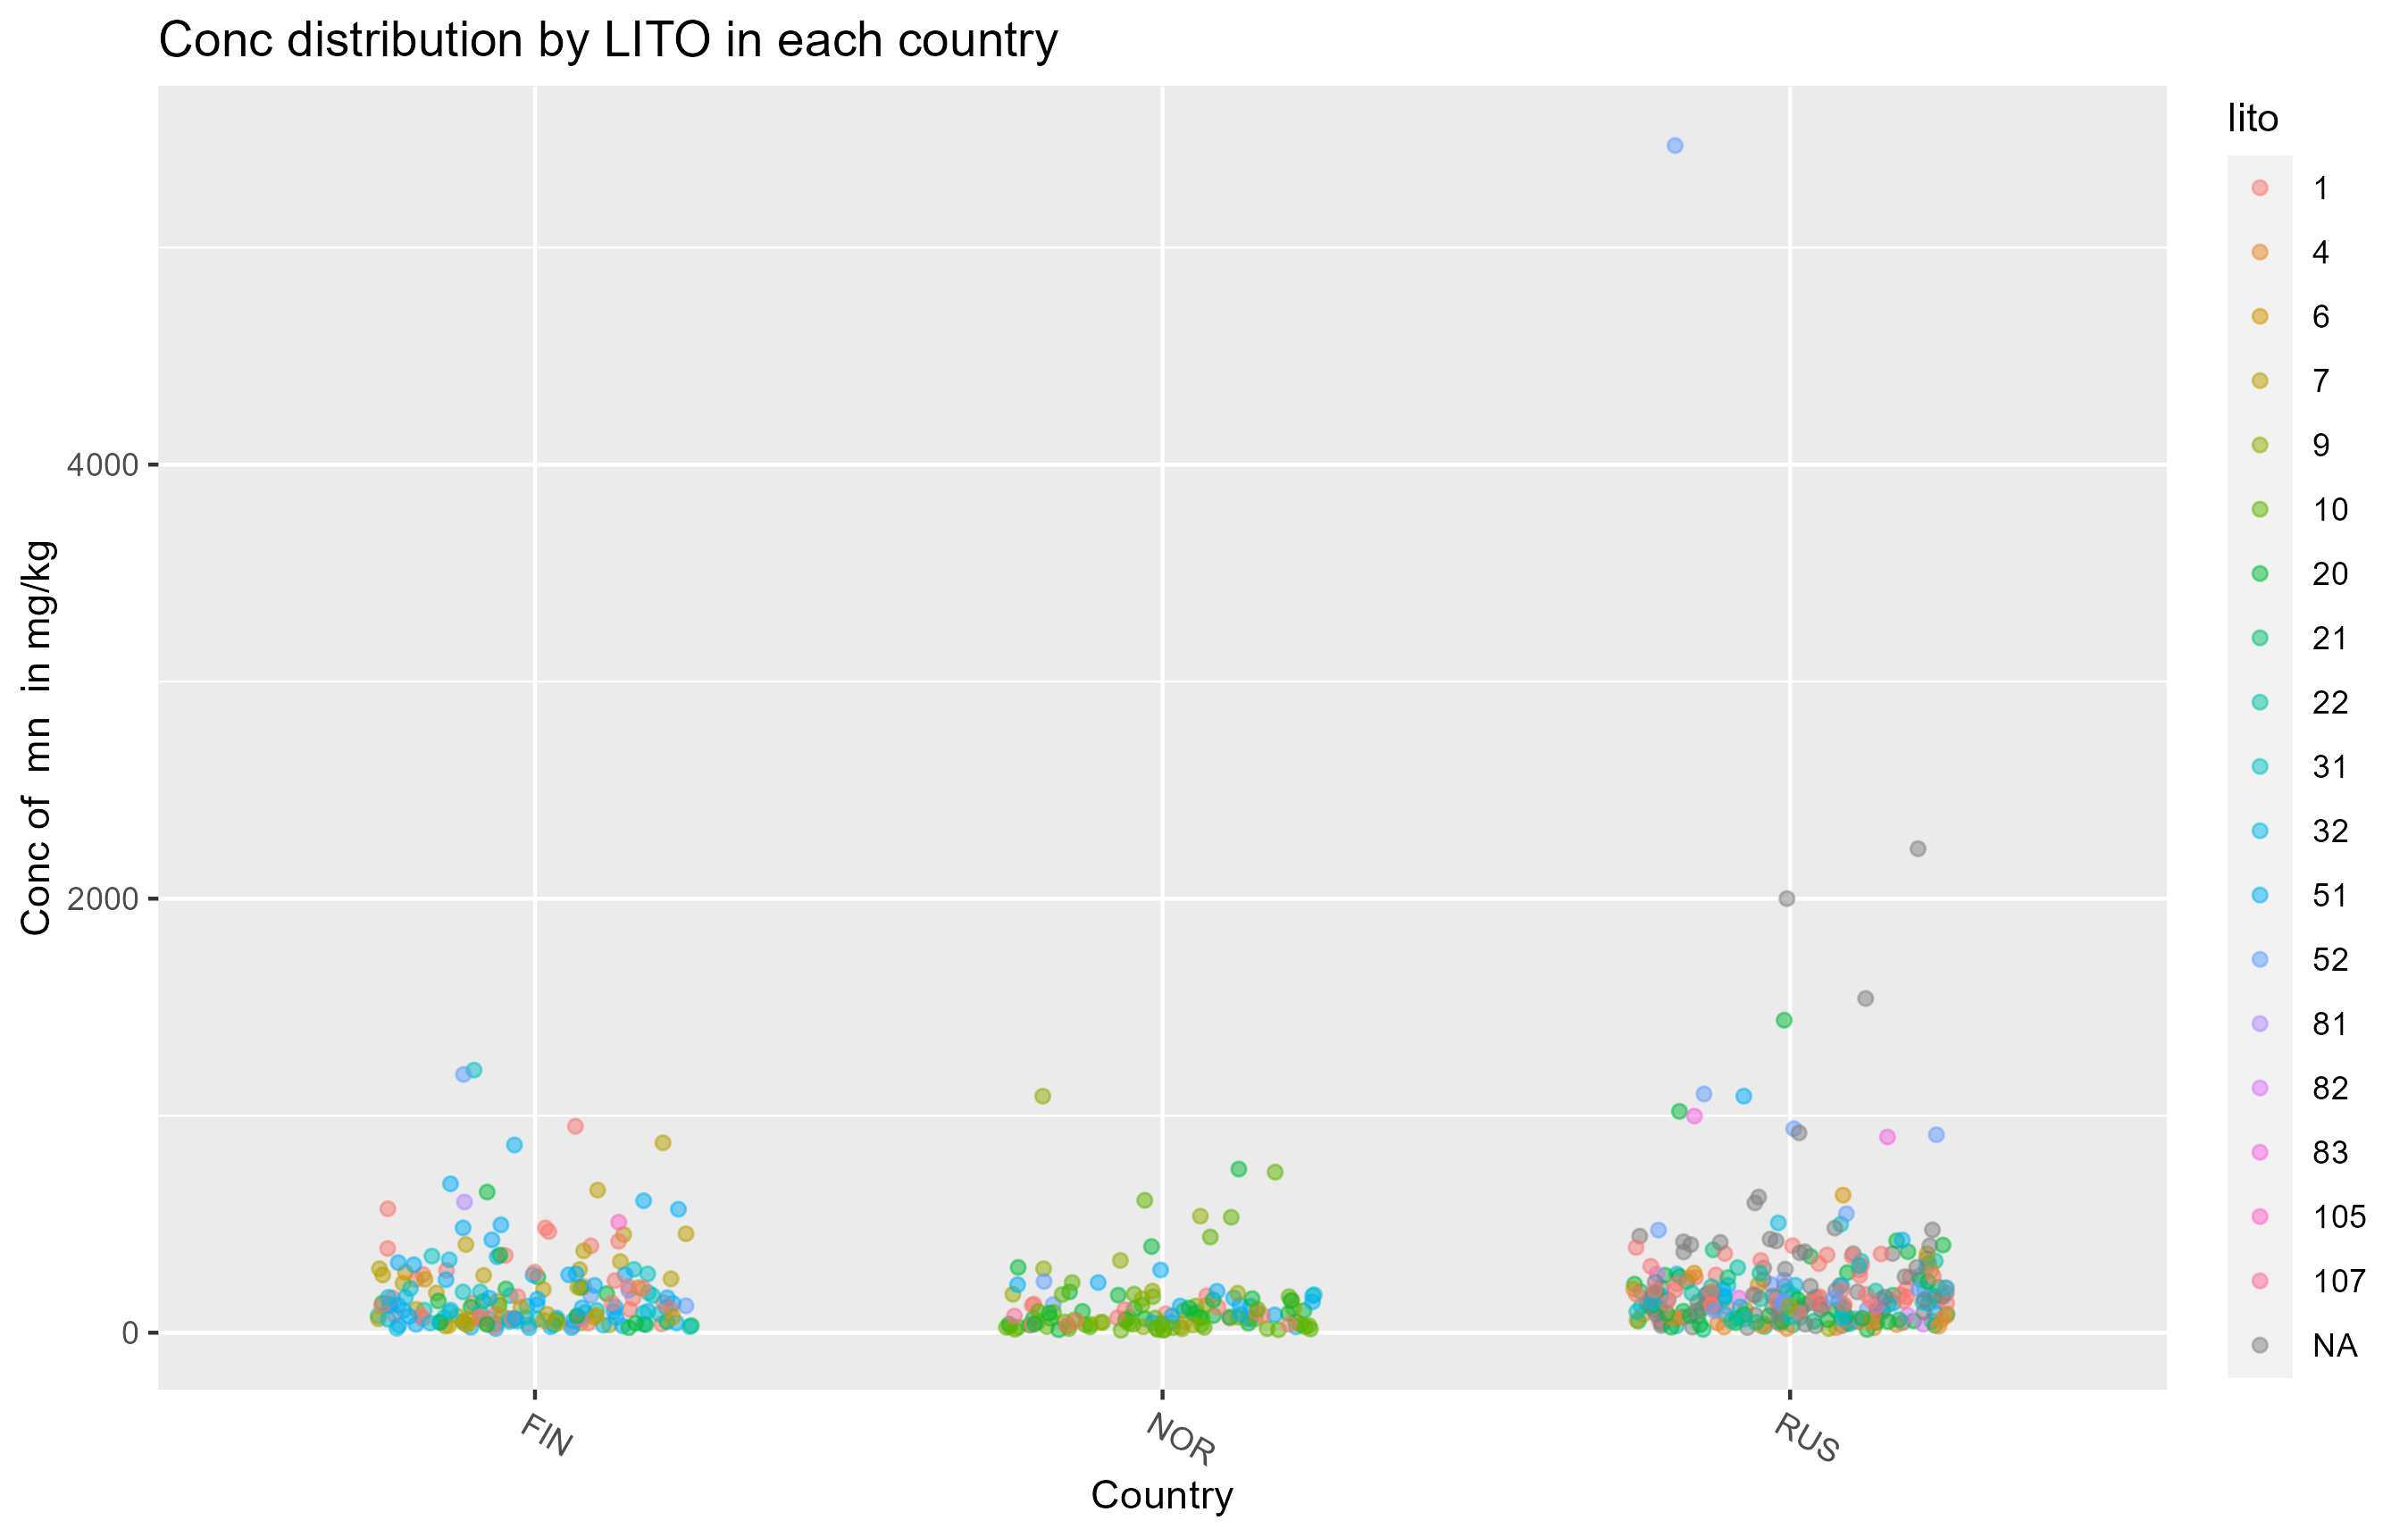 Conc distribution by LITO in each country
Conc of  mn  in mg/kg
4000
2000
0
FIN
NOR
RUS
Country
lito
1
4
6
7
9
10
20
21
22
31
32
51
52
81
82
83
105
107
NA